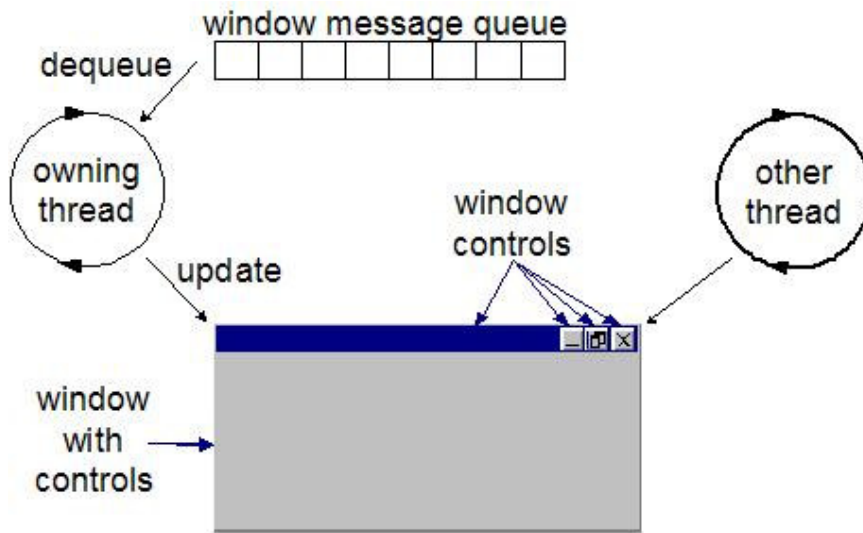 window message queue
dequeue
owning
thread
other
thread
window
controls
update
window
with
controls